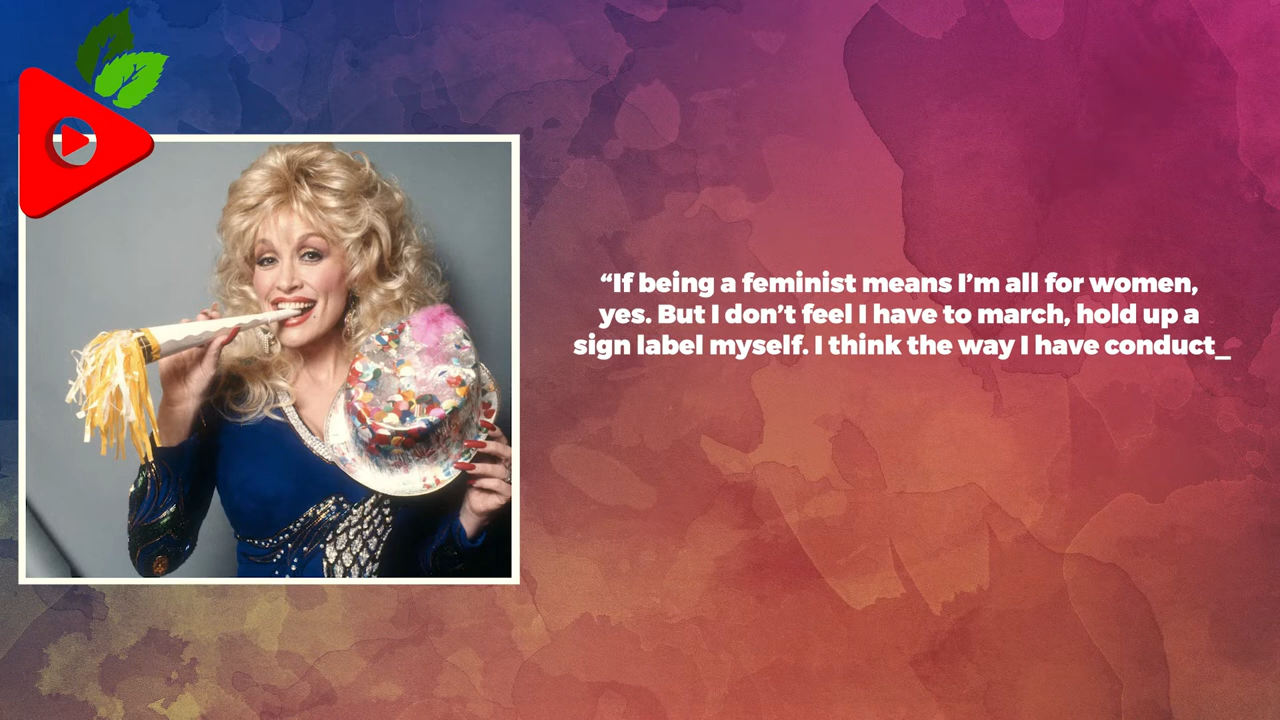 “If being a feminist means I’m all for women,
yes. But I don’t feel I have to march, hold up a
sign label myself. I think the way I have conduct_